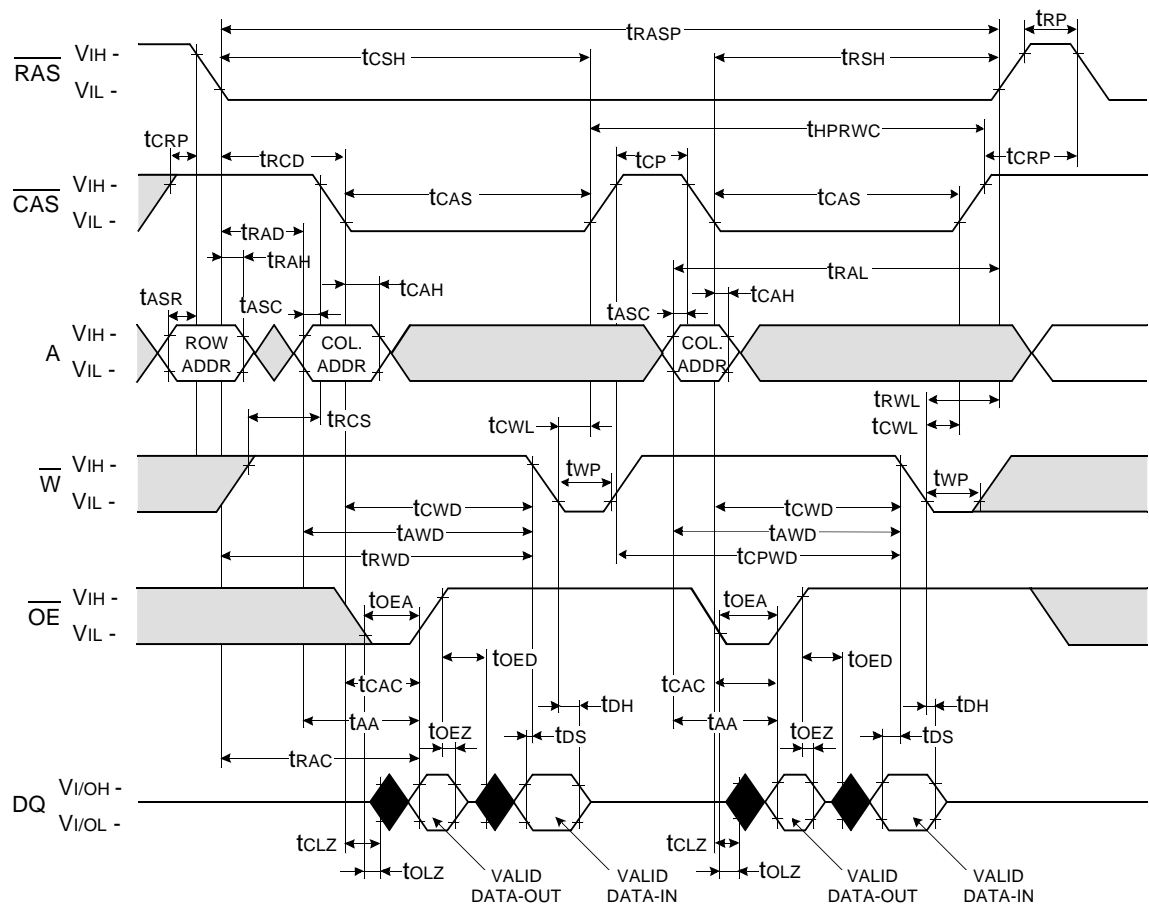 tRASP
tRP
tCSH
tRSH
RAS
VIH -
VIL -
tHPRWC
tCRP
tRCD
tCP
tCRP
CAS
VIH -
VIL -
tCAS
tCAS
tRAD
tRAH
tRAL
tASR
tASC
tCAH
tASC
tCAH
A
VIH -
VIL -
ROW
ADDR
COL.
ADDR
COL.
ADDR
tRCS
tCWL
tRWL
tCWL
W
VIH -
VIL -
tWP
tWP
tCWD
tCWD
tAWD
tAWD
tRWD
tCPWD
OE
VIH -
VIL -
tOEA
tOEA
tOED
tOED
tCAC
tCAC
tDH
tDH
tAA
tOEZ
tDS
tAA
tOEZ
tDS
tRAC
DQ
VI/OH -
VI/OL -
tCLZ
tCLZ
tOLZ
tOLZ
VALID
DATA-OUT
VALID
DATA-IN
VALID
DATA-OUT
VALID
DATA-IN